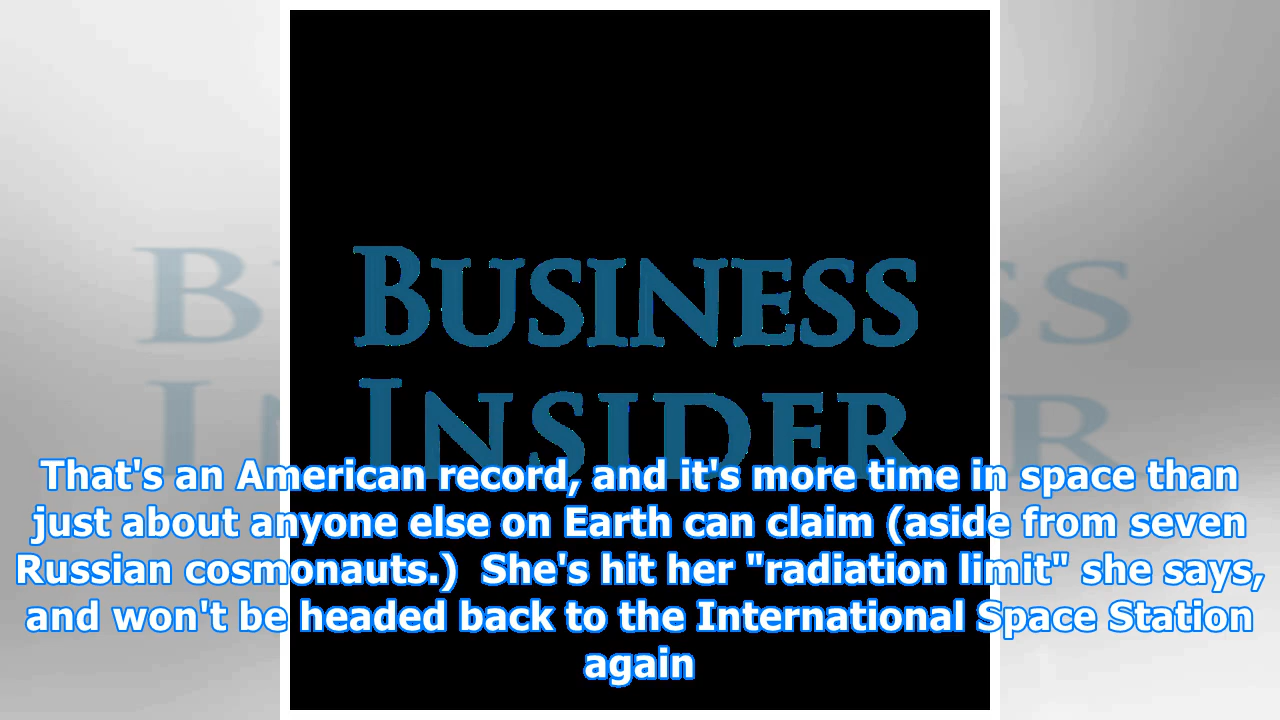 BUSINESS
INSIDER
That's an American record, and it's more time in space than
just about anyone else on Earth can claim (aside from seven
Russian cosmonauts.)  She's hit her "radiation limit" she says,
and won't be headed back to the International Space Station
again